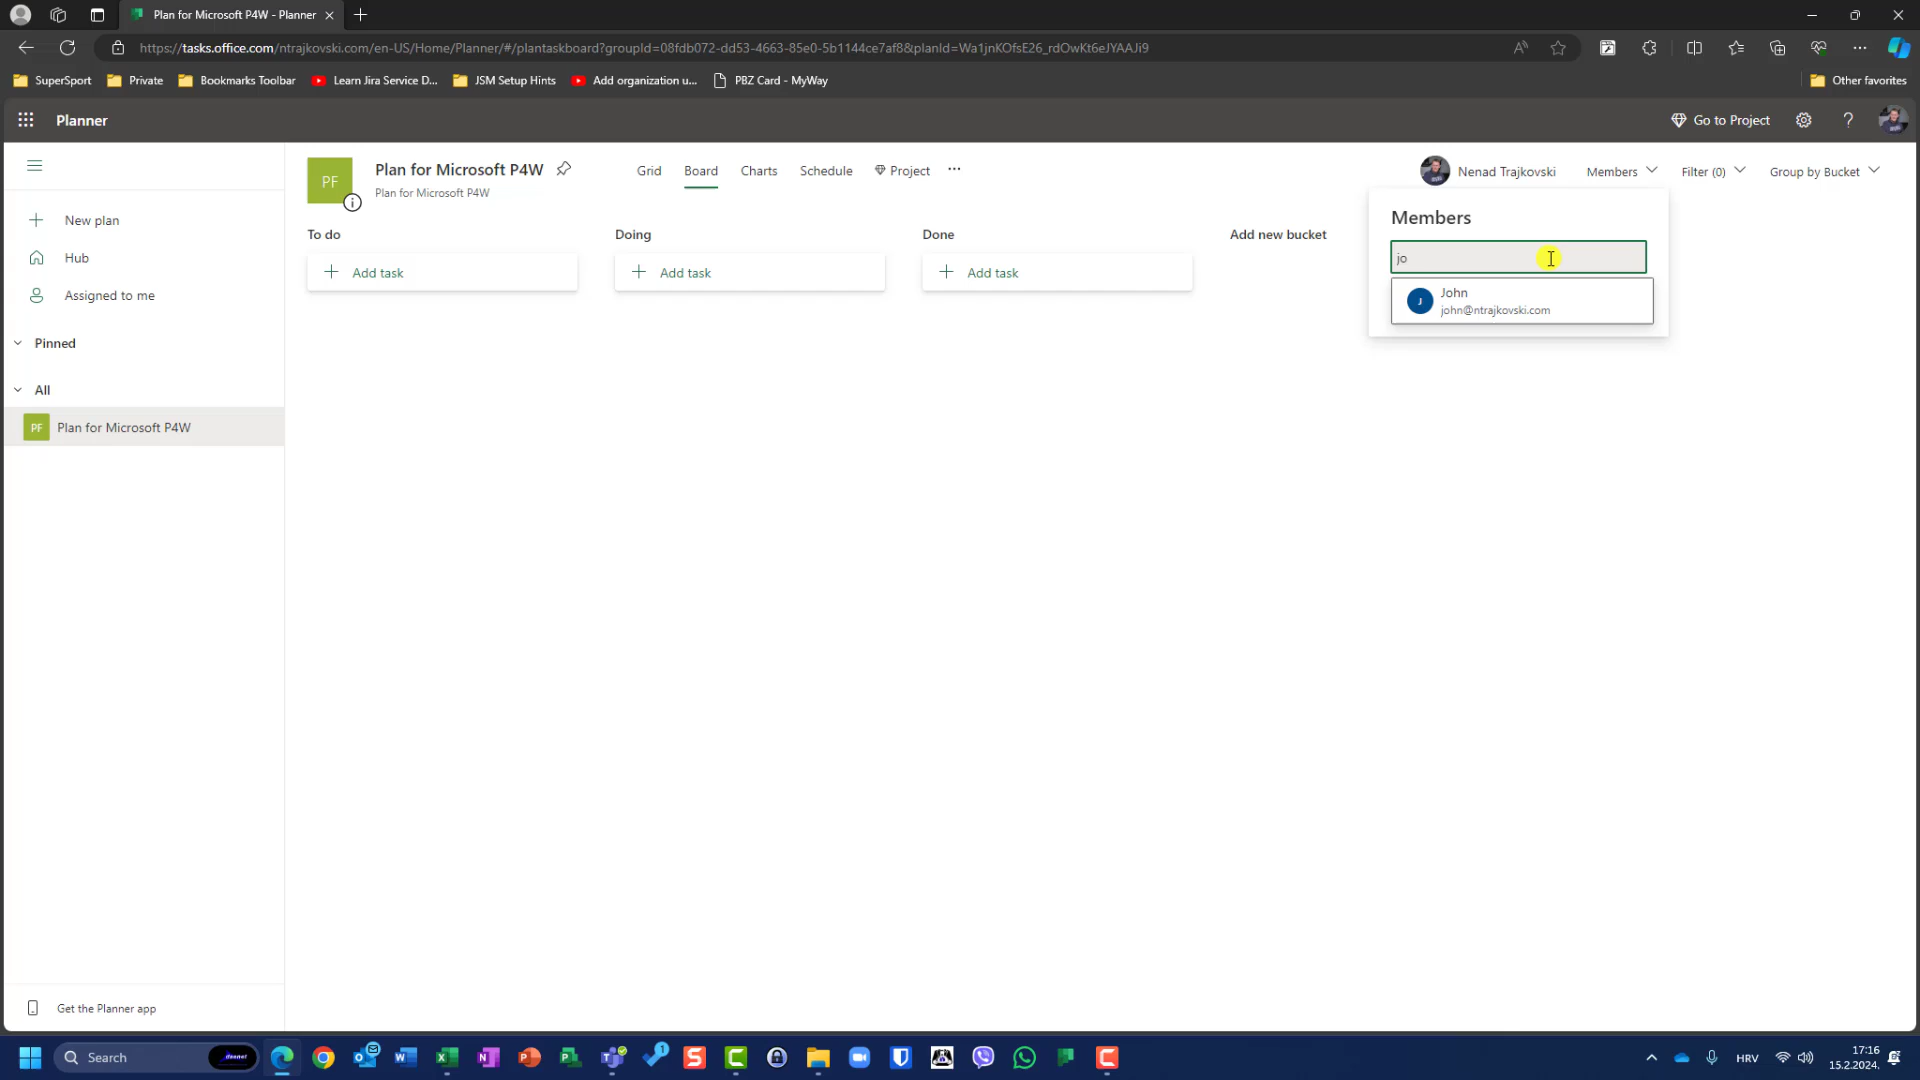 Plan for Microsoft P4W - Planner
https://tasks.office.com/ntrajkovski.com/en-US/Home/Planner/#/plantaskboard?groupId=08fdb072-dd53-4663-85e0-5b1144ce7af8&planId=Wa1jnKOfsE26_rdOwKt6eJYAAJi9
SuperSport
Private
Bookmarks Toolbar
Learn Jira Service D...
JSM Setup Hints
Add organization u...
PBZ Card - MyWay
Other favorites
Planner
Go to Project
?
PF
Plan for Microsoft P4W
Plan for Microsoft P4W
Grid
Board
Charts
Schedule
Project
...
Nenad Trajkovski
Members
Filter (0)
Group by Bucket
New plan
Hub
Assigned to me
Pinned
All
PF
Plan for Microsoft P4W
To do
Add task
Doing
Add task
Done
Add task
Add new bucket
Members
jo
J
John
john@ntrajkovski.com
Get the Planner app
Search
HRV
17:16
15.2.2024.